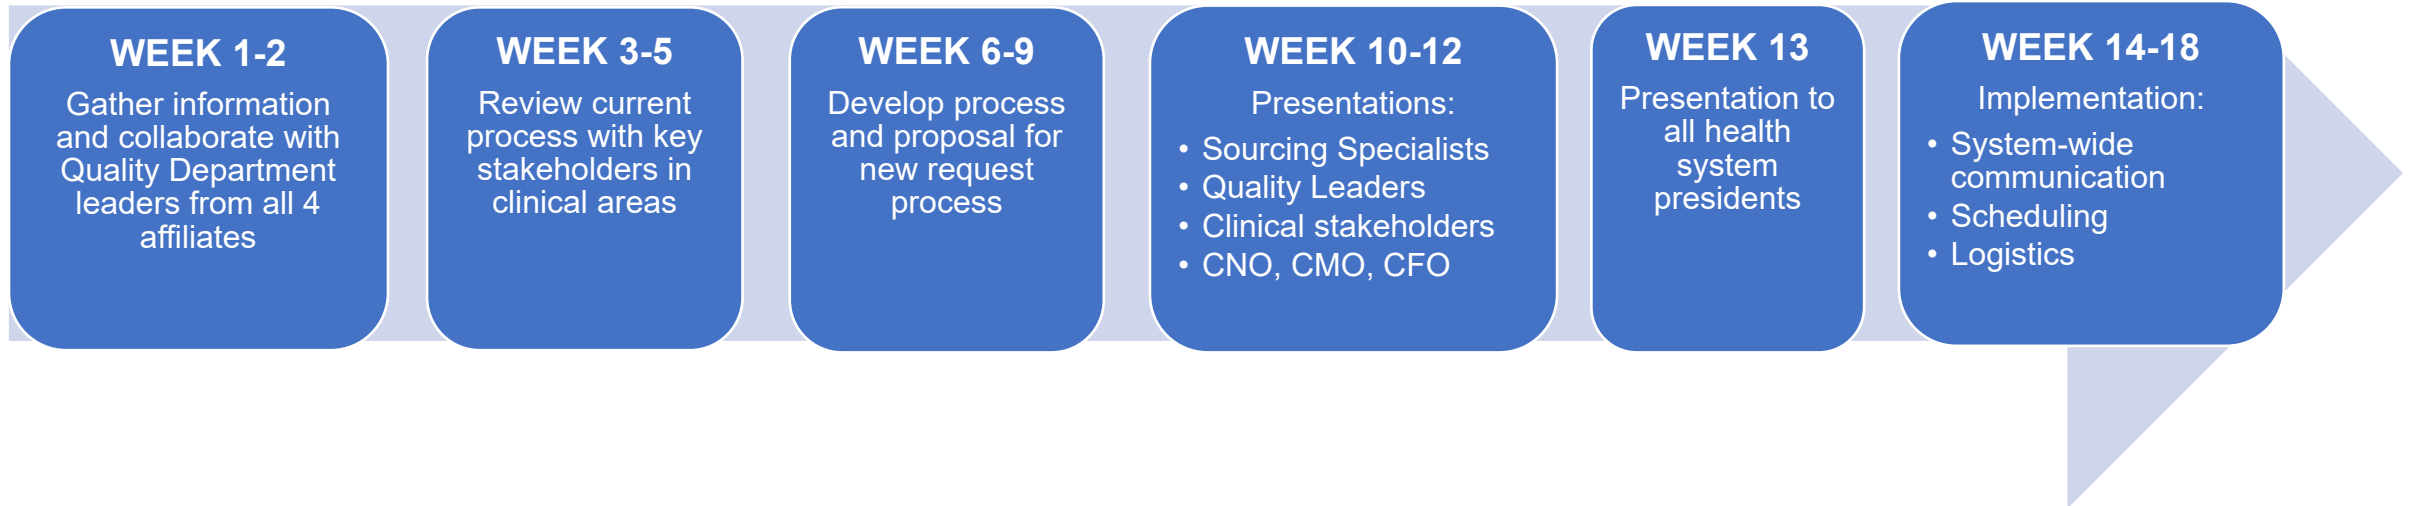 WEEK 1-2
Gather information
and collaborate with
Quality Department
leaders from all 4
affiliates
WEEK 3-5
Review current
process with key
stakeholders in
clinical areas
WEEK 6-9
Develop process
and proposal for
new request
process
WEEK 10-12
Presentations:
• Sourcing Specialists
• Quality Leaders
• Clinical stakeholders
• CNO, CMO, CFO
WEEK 13
Presentation to
all health
system
presidents
WEEK 14-18
Implementation:
• System-wide
communication
• Scheduling
• Logistics